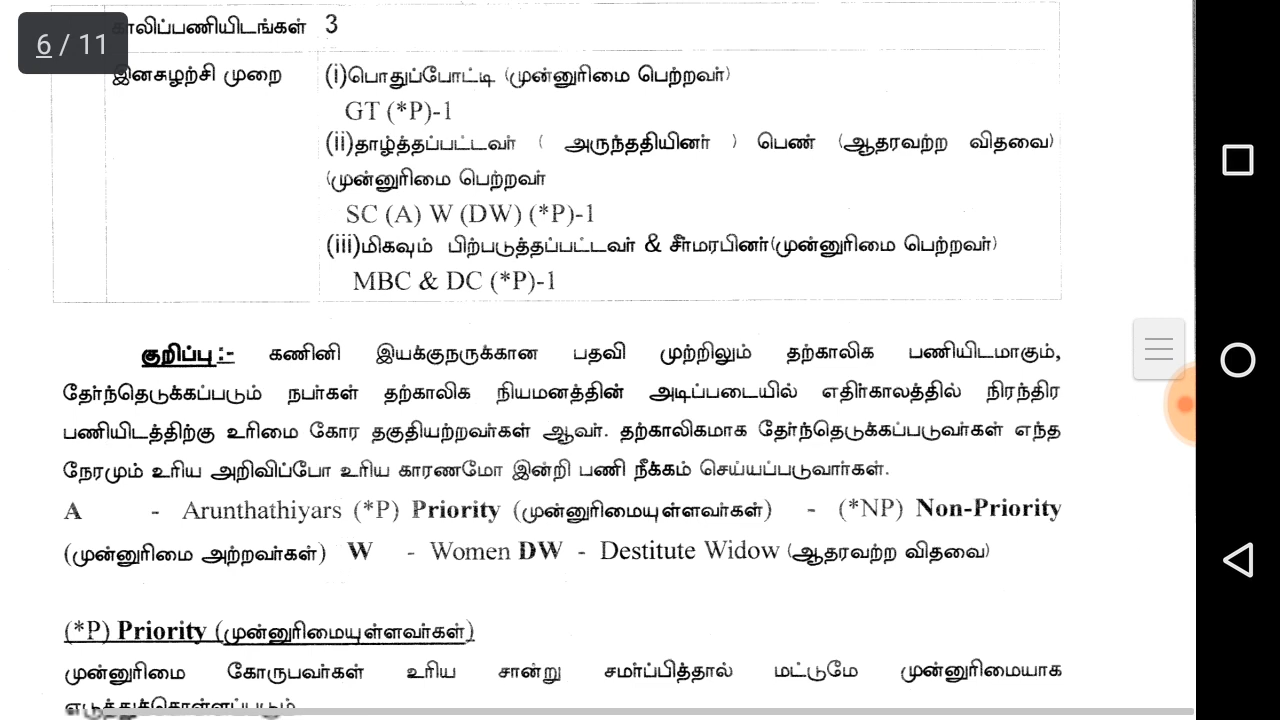 6 / 11
காலிப்பணியிடங்கள் 3
இனசுழற்சி முறை (i)பொதுப்போட்டி (முன்னுரிமை பெற்றவர்)
GT (*P)-1
(ii)தாழ்த்தப்பட்டவர் ( அருந்ததியினர் ) பெண் (ஆதரவற்ற விதவை)
(முன்னுரிமை பெற்றவர்
SC (A) W (DW) (*P)-1
(iii)மிகவும் பிற்படுத்தப்பட்டவர் & சீர்மரபினர்(முன்னுரிமை பெற்றவர்)
MBC & DC (*P)-1
குறிப்பு:- கணினி இயக்குநருக்கான பதவி முற்றிலும் தற்காலிக பணியிடமாகும்,
தேர்ந்தெடுக்கப்படும் நபர்கள் தற்காலிக நியமனத்தின் அடிப்படையில் எதிர்காலத்தில் நிரந்திர
பணியிடத்திற்கு உரிமை கோர தகுதியற்றவர்கள் ஆவர். தற்காலிகமாக தேர்ந்தெடுக்கப்படுவர்கள் எந்த
நேரமும் உரிய அறிவிப்போ உரிய காரணமோ இன்றி பணி நீக்கம் செய்யப்படுவார்கள்.
A - Arunthathiyars (*P) Priority (முன்னுரிமையுள்ளவர்கள்) - (*NP) Non-Priority
(முன்னுரிமை அற்றவர்கள்) W - Women DW - Destitute Widow (ஆதரவற்ற விதவை)
(*P) Priority (முன்னுரிமையுள்ளவர்கள்)
முன்னுரிமை கோருபவர்கள் உரிய சான்று சமர்ப்பித்தால் மட்டுமே முன்னுரிமையாக
எடுத்துக்கொள்ளப்படும்